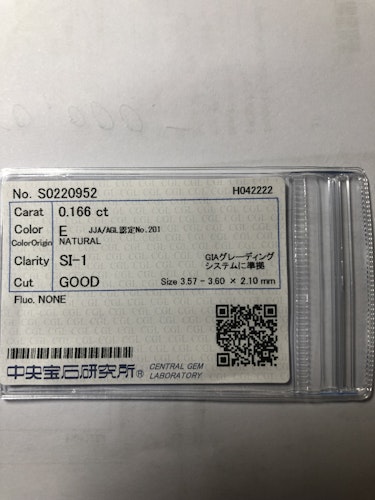 No. S0220952 H042222
Carat 0.166 ct
Color E JJA/AGL認定No.201
ColorOrigin NATURAL
Clarity SI-1 GIAグレーディング
システムに準拠
Cut GOOD Size 3.57 - 3.60 × 2.10 mm
Fluo. NONE
中央宝石研究所® CENTRAL GEM
LABORATORY